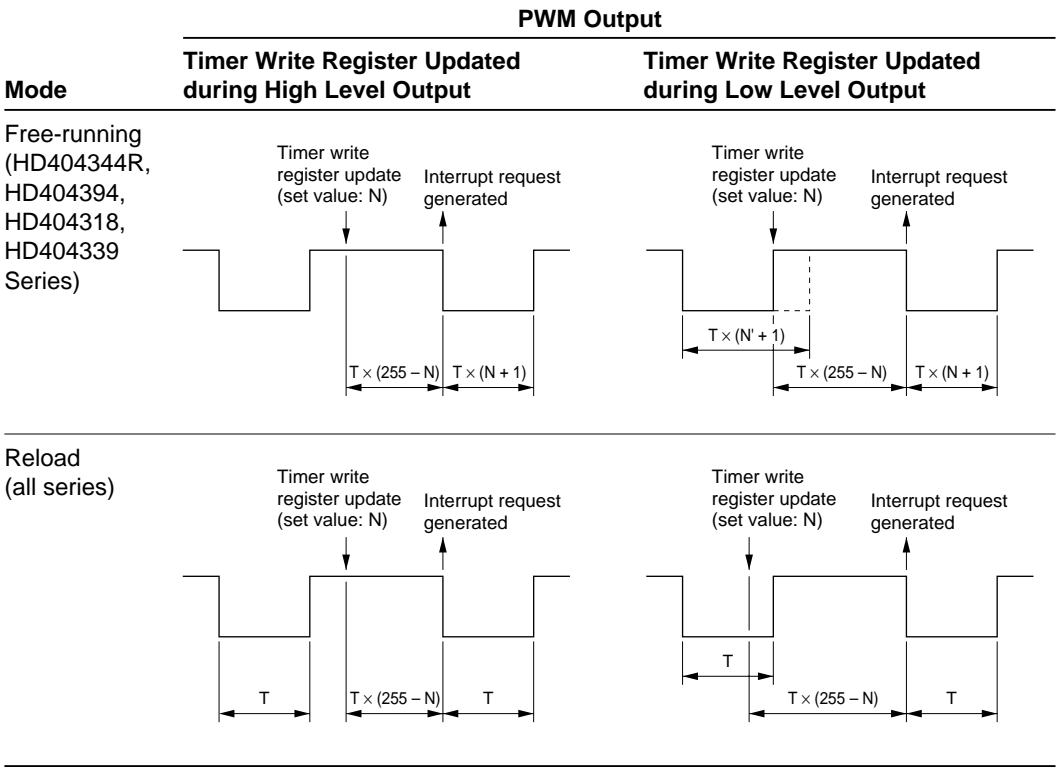 PWM Output
Mode
Timer Write Register Updated
during High Level Output
Timer Write Register Updated
during Low Level Output
Free-running
(HD404344R,
HD404394,
HD404318,
HD404339
Series)
Timer write
register update
(set value: N)
Interrupt request
generated
T × (255 – N)
T × (N + 1)
Timer write
register update
(set value: N)
Interrupt request
generated
T × (N' + 1)
T × (255 – N)
T × (N + 1)
Reload
(all series)
Timer write
register update
(set value: N)
Interrupt request
generated
T
T × (255 – N)
T
Timer write
register update
(set value: N)
Interrupt request
generated
T
T × (255 – N)
T